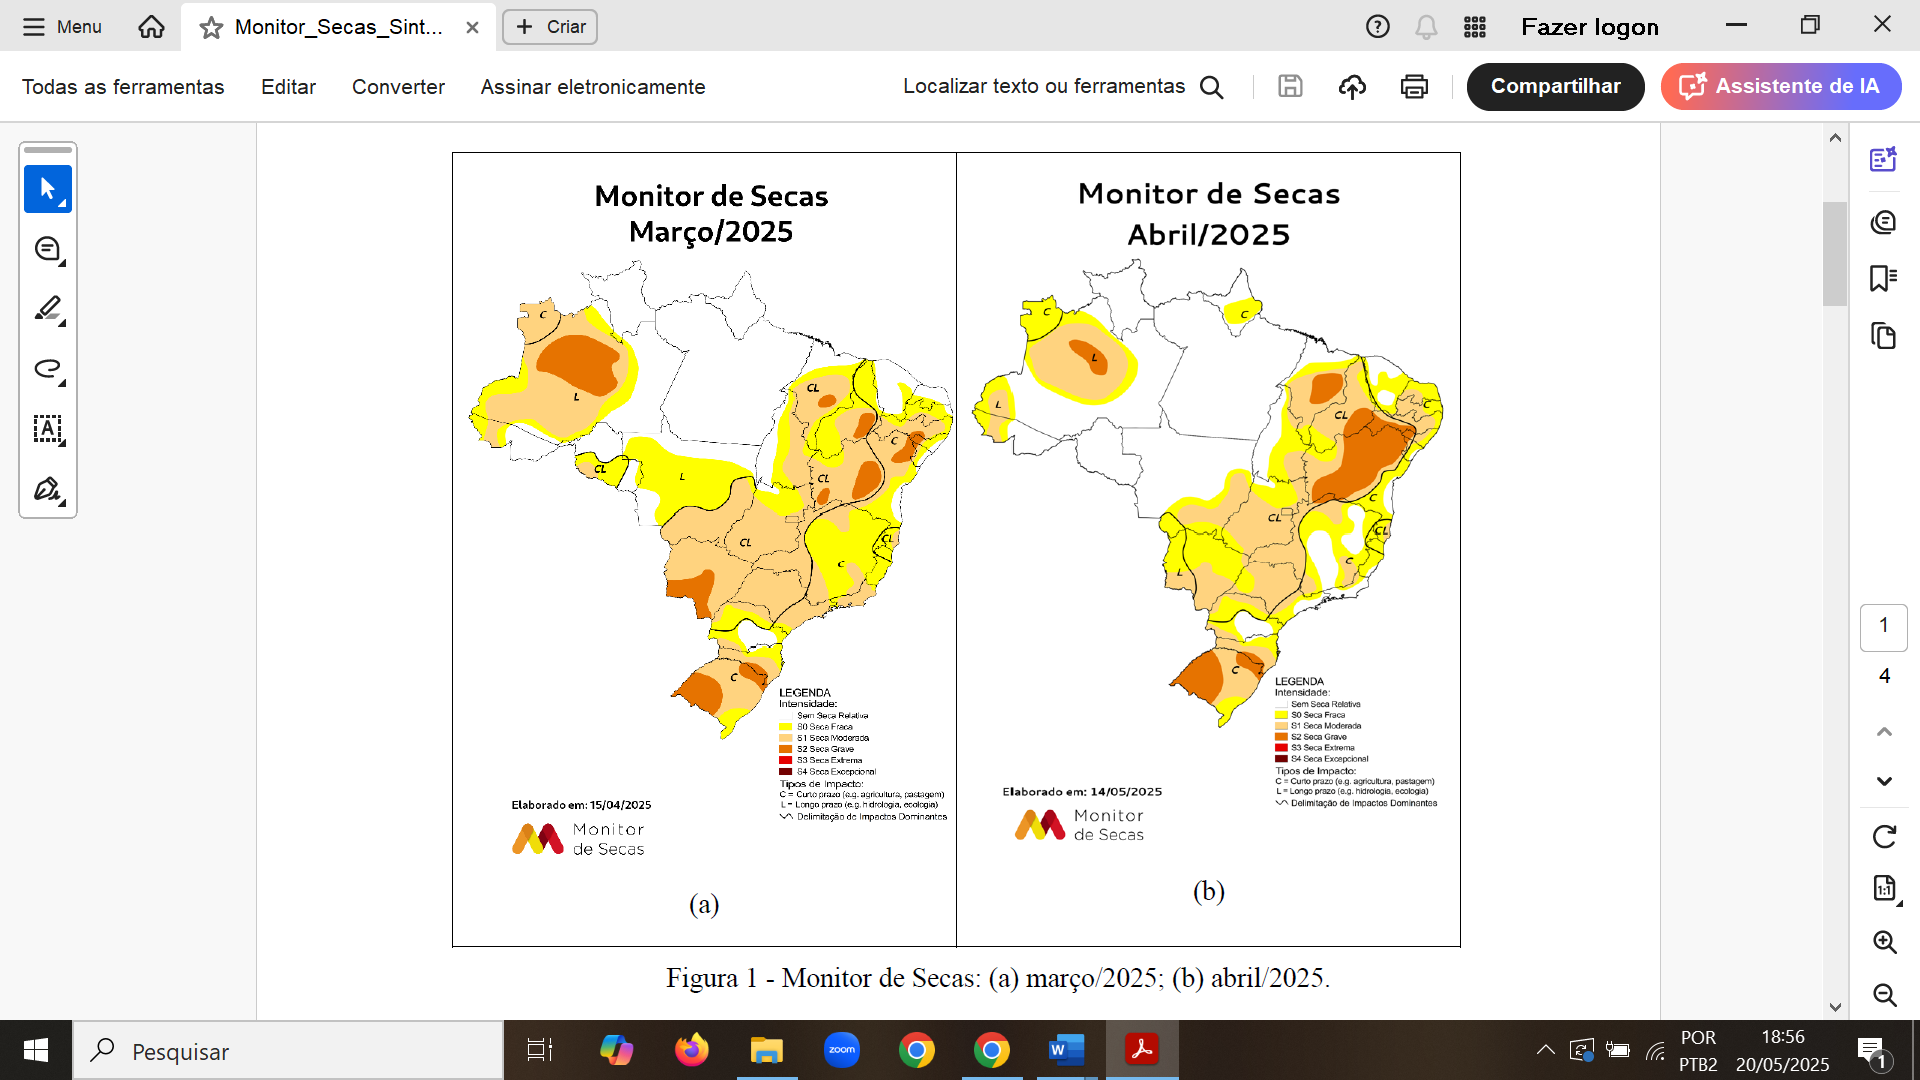 Menu
Monitor_Secas_Sint...
Criar
Fazer logon
Todas as ferramentas
Editar
Converter
Assinar eletronicamente
Localizar texto ou ferramentas
Compartilhar
Assistente de IA
Monitor de Secas
Março/2025
C
L
CL
CL
L
C
CL
CL
CL
C
C
LEGENDA
Intensidade:
Sem Seca Relativa
S0 Seca Fraca
S1 Seca Moderada
S2 Seca Grave
S3 Seca Extrema
S4 Seca Excepcional
Tipos de Impacto:
C = Curto prazo (e.g. agricultura, pastagem)
L = Longo prazo (e.g. hidrologia, ecologia)
Delimitação de Impactos Dominantes
Elaborado em: 15/04/2025
Monitor
de Secas
(a)
Monitor de Secas
Abril/2025
C
C
L
L
CL
C
C
CL
CL
C
L
C
LEGENDA
Intensidade:
Sem Seca Relativa
S0 Seca Fraca
S1 Seca Moderada
S2 Seca Grave
S3 Seca Extrema
S4 Seca Excepcional
Tipos de Impacto:
C = Curto prazo (e.g. agricultura, pastagem)
L = Longo prazo (e.g. hidrologia, ecologia)
Delimitação de Impactos Dominantes
Elaborado em: 14/05/2025
Monitor
de Secas
(b)
Figura 1 - Monitor de Secas: (a) março/2025; (b) abril/2025.
1
4
1:1
Pesquisar
zoom
W
POR
PTB2
18:56
20/05/2025
1